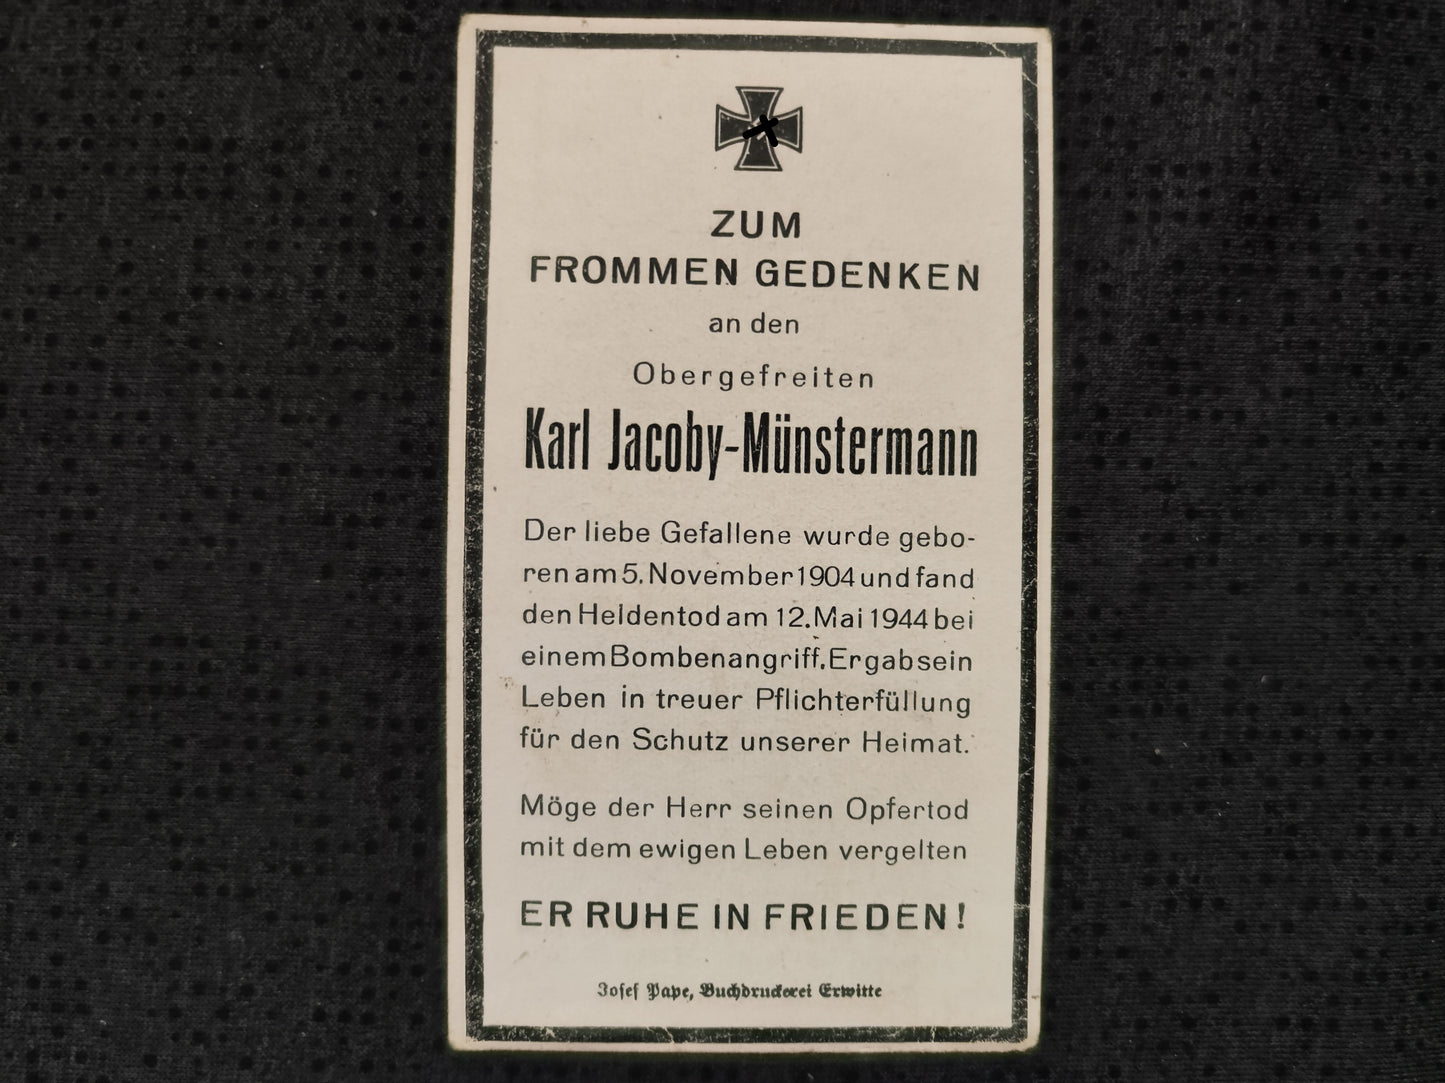 ZUM
FROMMEN GEDENKEN
an den
Obergefreiten
Karl Jacoby-Münstermann
Der liebe Gefallene wurde gebo-
ren am 5. November 1904 und fand
den Heldentod am 12. Mai 1944 bei
einem Bombenangriff. Er gab sein
Leben in treuer Pflichterfüllung
für den Schutz unserer Heimat.
Möge der Herr seinen Opfertod
mit dem ewigen Leben vergelten
ER RUHE IN FRIEDEN!
Josef Pape, Buchdruckerei Erwitte